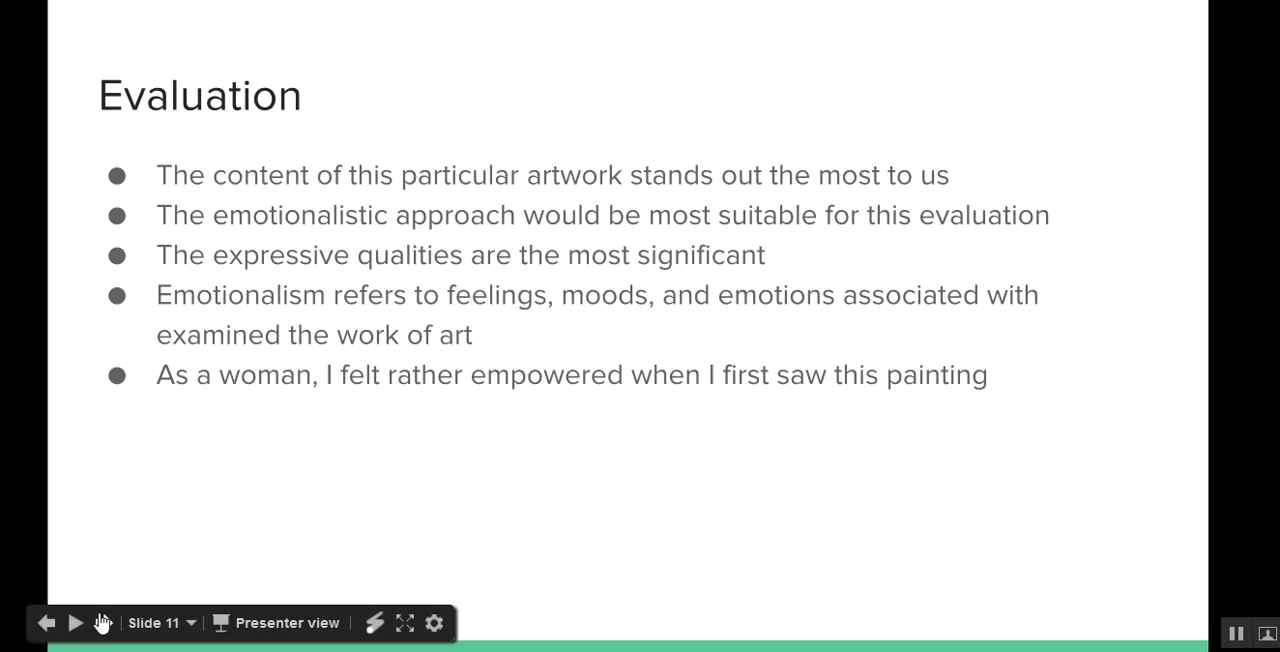 Evaluation
● The content of this particular artwork stands out the most to us
● The emotionalistic approach would be most suitable for this evaluation
● The expressive qualities are the most significant
● Emotionalism refers to feelings, moods, and emotions associated with
examined the work of art
● As a woman, I felt rather empowered when I first saw this painting
Slide 11 Presenter view